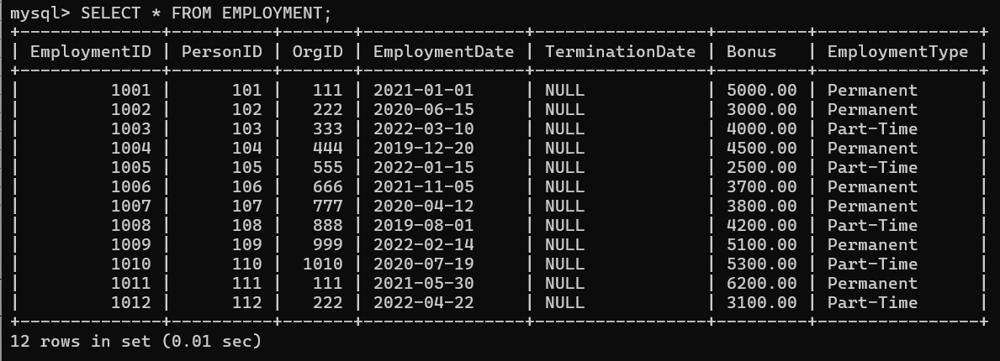 mysql> SELECT * FROM EMPLOYMENT;
+--------------+----------+-------+----------------+-----------------+---------+----------------+
| EmploymentID | PersonID | OrgID | EmploymentDate | TerminationDate | Bonus   | EmploymentType |
+--------------+----------+-------+----------------+-----------------+---------+----------------+
|         1001 |      101 |   111 | 2021-01-01     | NULL            | 5000.00 | Permanent      |
|         1002 |      102 |   222 | 2020-06-15     | NULL            | 3000.00 | Permanent      |
|         1003 |      103 |   333 | 2022-03-10     | NULL            | 4000.00 | Part-Time      |
|         1004 |      104 |   444 | 2019-12-20     | NULL            | 4500.00 | Permanent      |
|         1005 |      105 |   555 | 2022-01-15     | NULL            | 2500.00 | Part-Time      |
|         1006 |      106 |   666 | 2021-11-05     | NULL            | 3700.00 | Permanent      |
|         1007 |      107 |   777 | 2020-04-12     | NULL            | 3800.00 | Permanent      |
|         1008 |      108 |   888 | 2019-08-01     | NULL            | 4200.00 | Part-Time      |
|         1009 |      109 |   999 | 2022-02-14     | NULL            | 5100.00 | Permanent      |
|         1010 |      110 |  1010 | 2020-07-19     | NULL            | 5300.00 | Part-Time      |
|         1011 |      111 |   111 | 2021-05-30     | NULL            | 6200.00 | Permanent      |
|         1012 |      112 |   222 | 2022-04-22     | NULL            | 3100.00 | Part-Time      |
+--------------+----------+-------+----------------+-----------------+---------+----------------+
12 rows in set (0.01 sec)